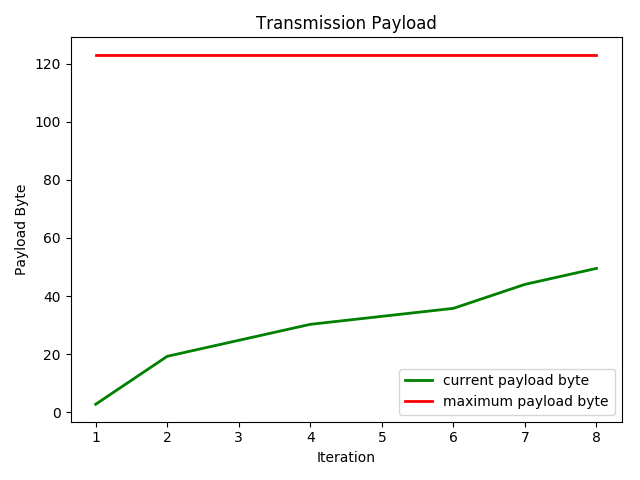 Transmission Payload
Payload Byte
120
100
80
60
40
20
0
1 2 3 4 5 6 7 8
Iteration
current payload byte
maximum payload byte